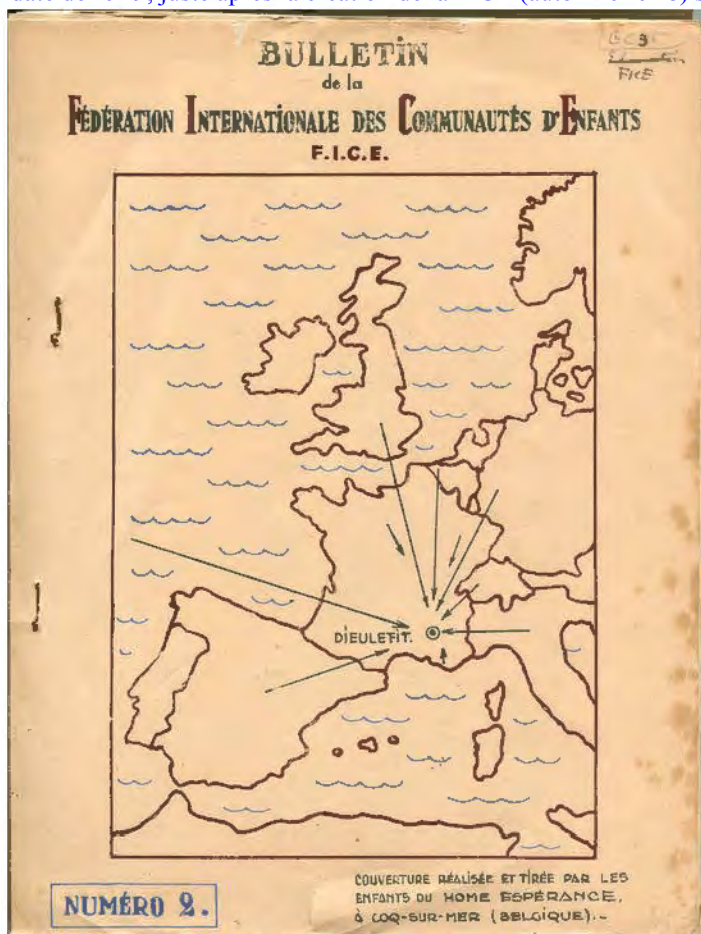 BULLETIN
de la
FÉDÉRATION INTERNATIONALE DES COMMUNAUTÉS D'ENFANTS
F.I.C.E.
FICE
DIEULEFIT.
NUMÉRO 2.
COUVERTURE RÉALISÉE ET TIRÉE PAR LES
ENFANTS DU HOME ESPÉRANCE,
à COQ-SUR-MER (BELGIQUE).-